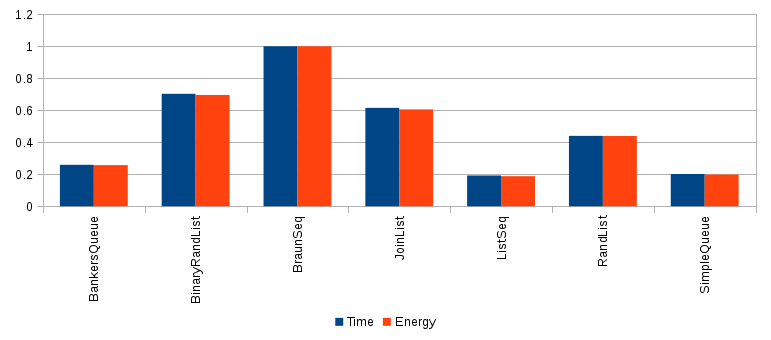 1.2
1
0.8
0.6
0.4
0.2
0
BankersQueue
BinaryRandList
BraunSeq
JoinList
ListSeq
RandList
SimpleQueue
Time Energy